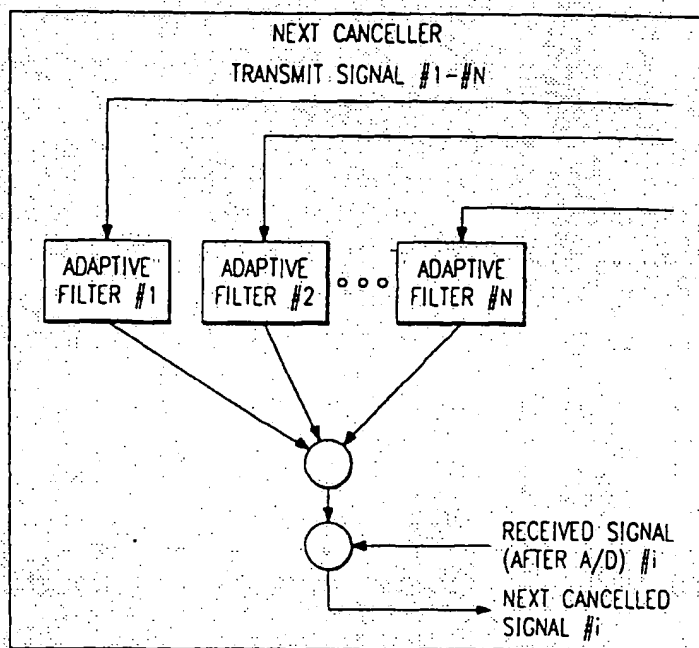 NEXT CANCELLER
TRANSMIT SIGNAL #1-#N
ADAPTIVE
FILTER #1
ADAPTIVE
FILTER #2
ADAPTIVE
FILTER #N
RECEIVED SIGNAL
(AFTER A/D) #i
NEXT CANCELLED
SIGNAL #i